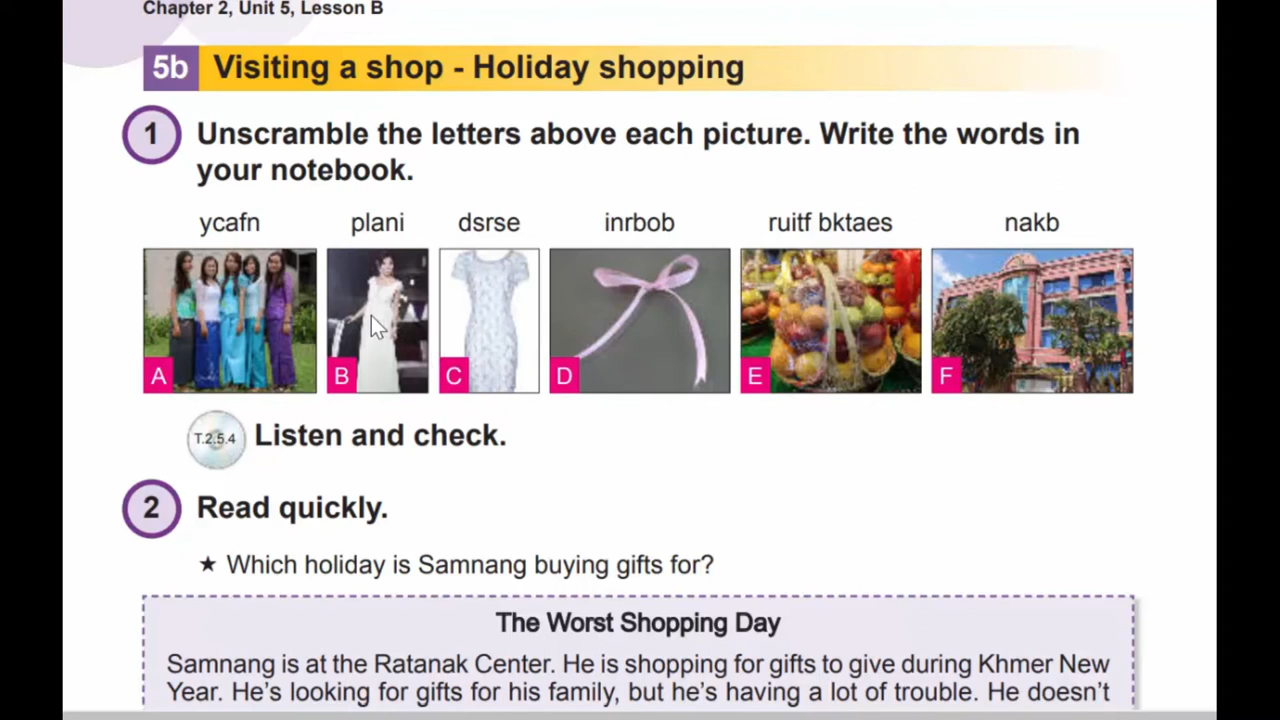 Chapter 2, Unit 5, Lesson B
5b Visiting a shop - Holiday shopping
1 Unscramble the letters above each picture. Write the words in
your notebook.
ycafn plani dsrse inrbob ruitf bktaes nakb
A B C D E F
T.2.5.4 Listen and check.
2 Read quickly.
★ Which holiday is Samnang buying gifts for?
The Worst Shopping Day
Samnang is at the Ratanak Center. He is shopping for gifts to give during Khmer New
Year. He's looking for gifts for his family, but he's having a lot of trouble. He doesn't